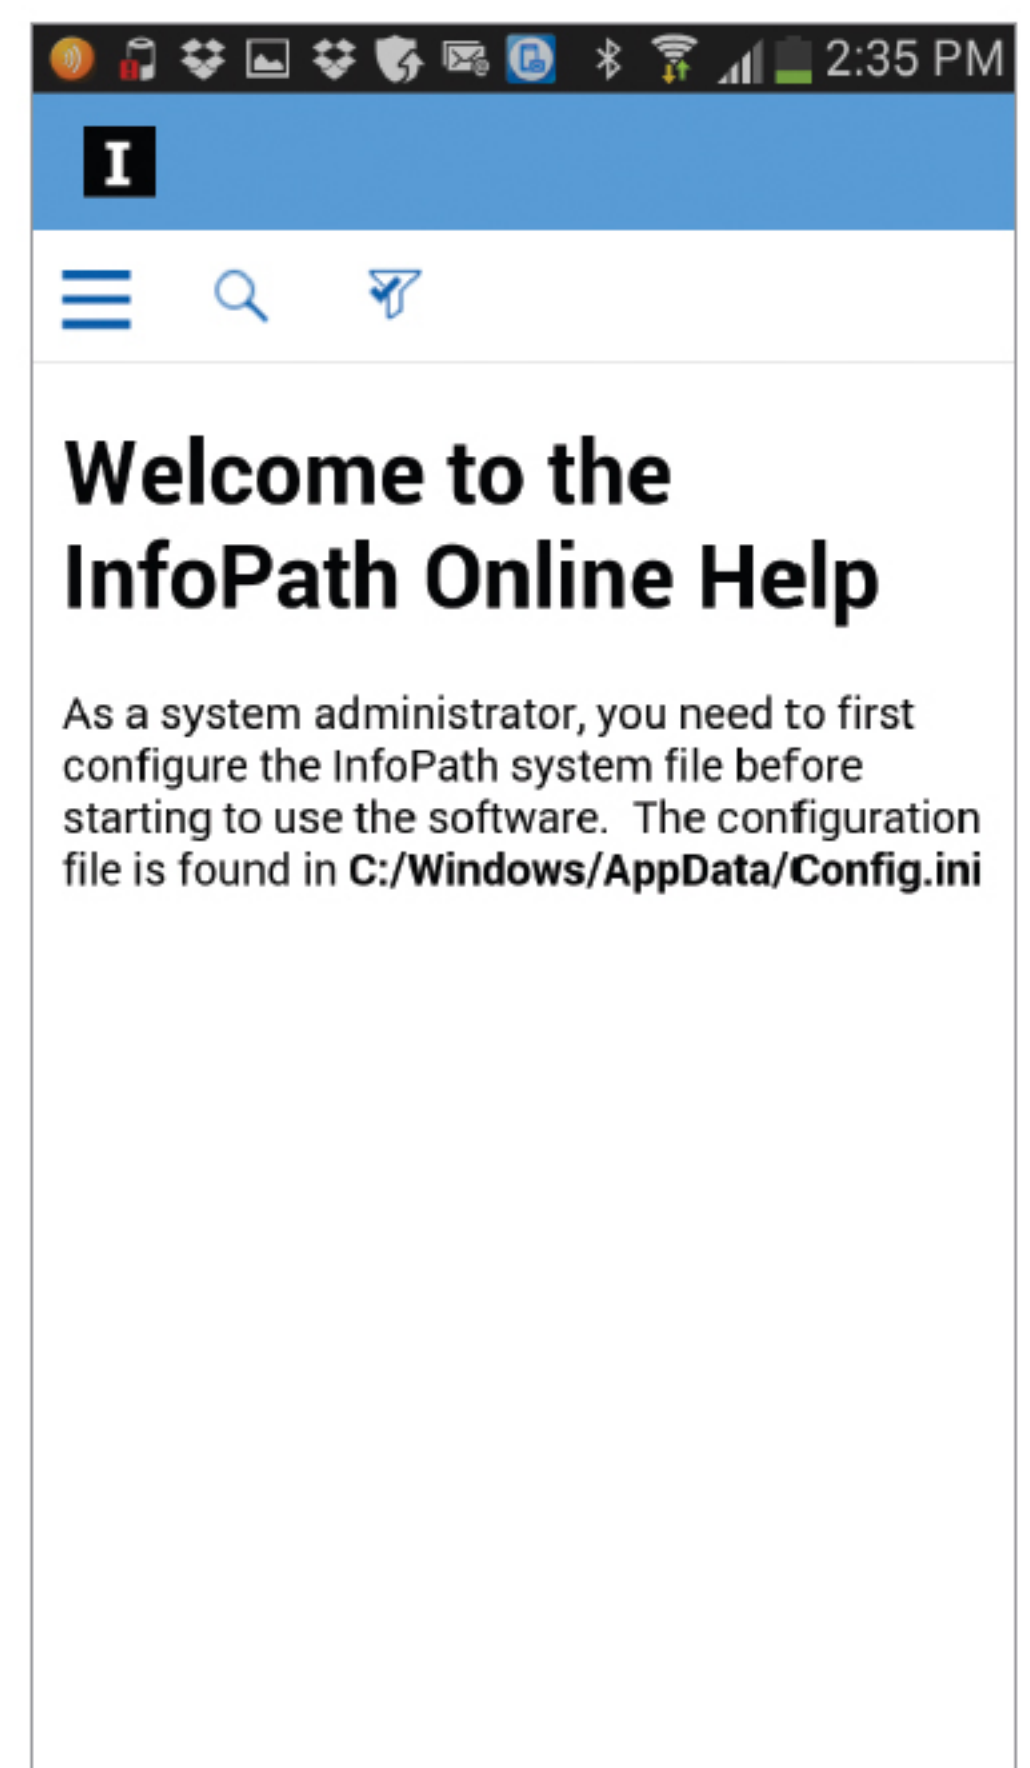 2:35 PM
I
Welcome to the
InfoPath Online Help
As a system administrator, you need to first
configure the InfoPath system file before
starting to use the software.  The configuration
file is found in C:/Windows/AppData/Config.ini